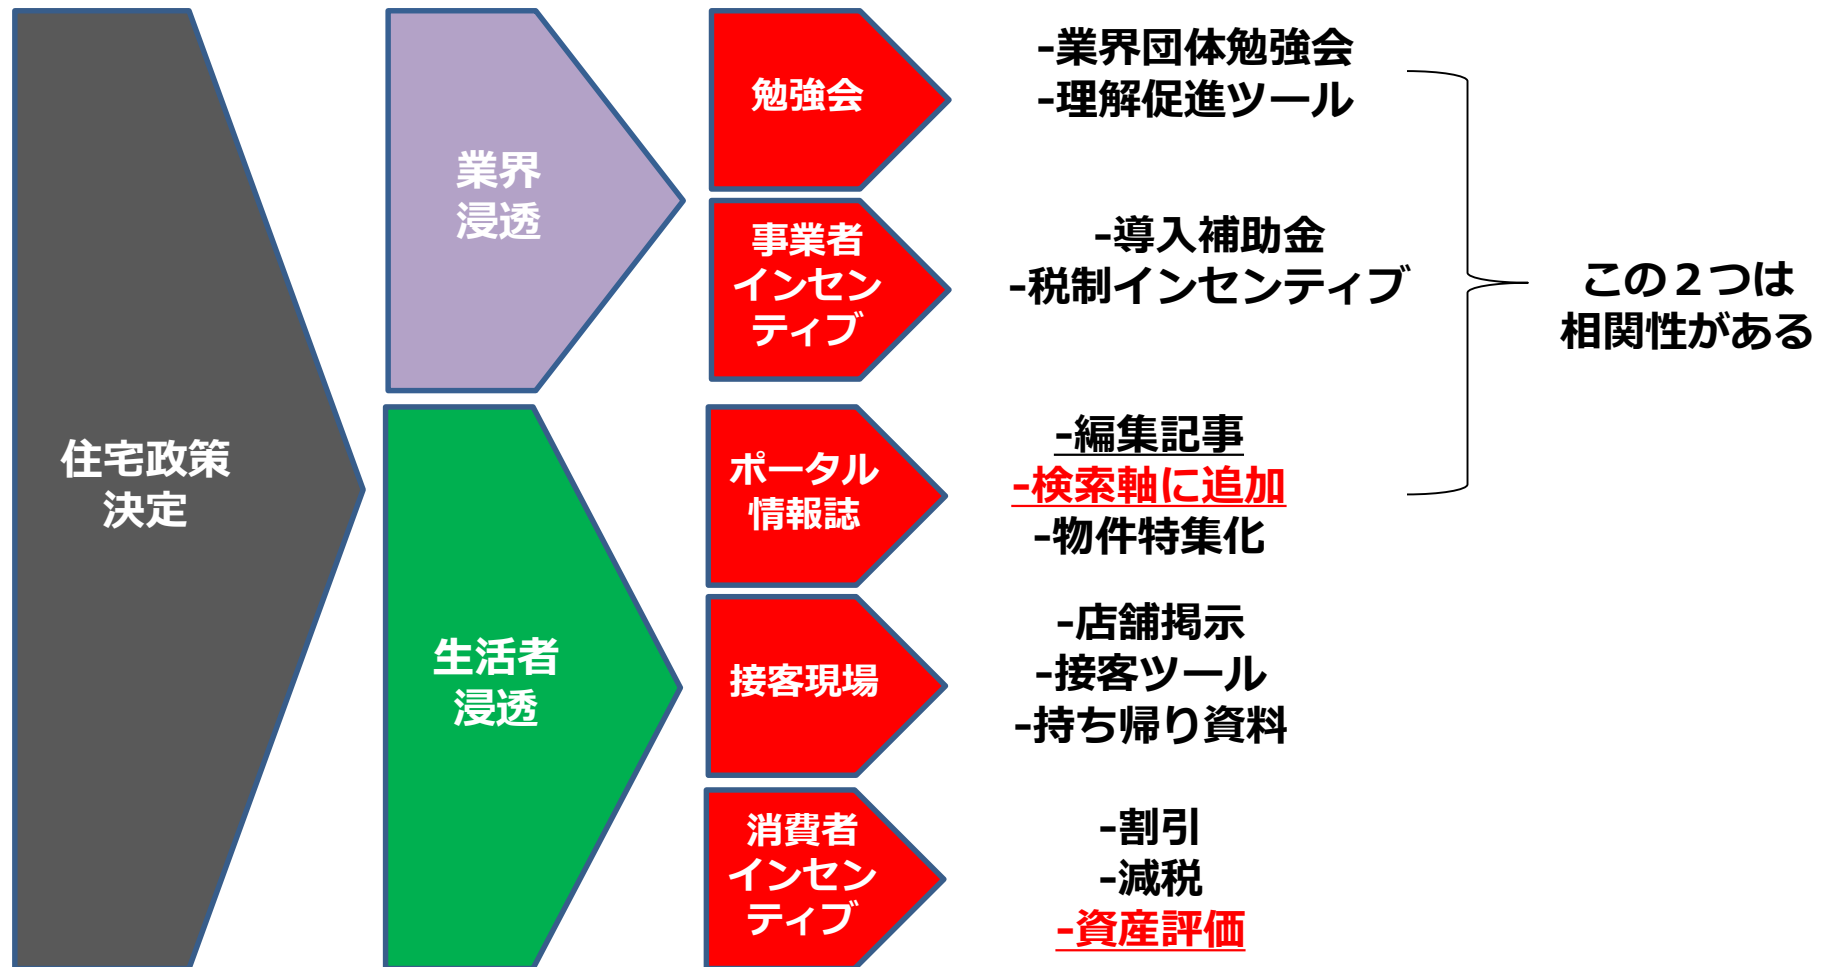 住宅政策
決定
業界
浸透
勉強会
-業界団体勉強会
-理解促進ツール
事業者
インセン
ティブ
-導入補助金
-税制インセンティブ
この２つは
相関性がある
生活者
浸透
ポータル
情報誌
-編集記事
-検索軸に追加
-物件特集化
接客現場
-店舗掲示
-接客ツール
-持ち帰り資料
消費者
インセン
ティブ
-割引
-減税
-資産評価